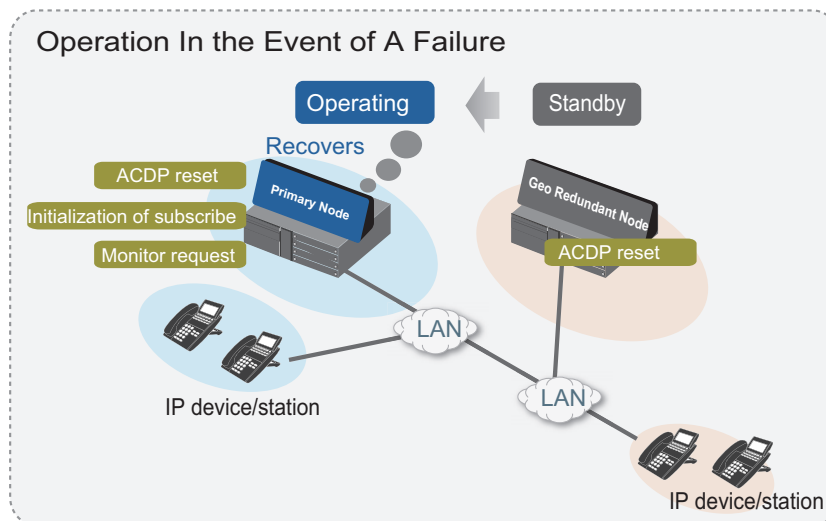 Operation In the Event of A Failure
Operating
Standby
Recovers
ACDP reset
Primary Node
Geo Redundant Node
Initialization of subscribe
Monitor request
ACDP reset
LAN
IP device/station
LAN
IP device/station